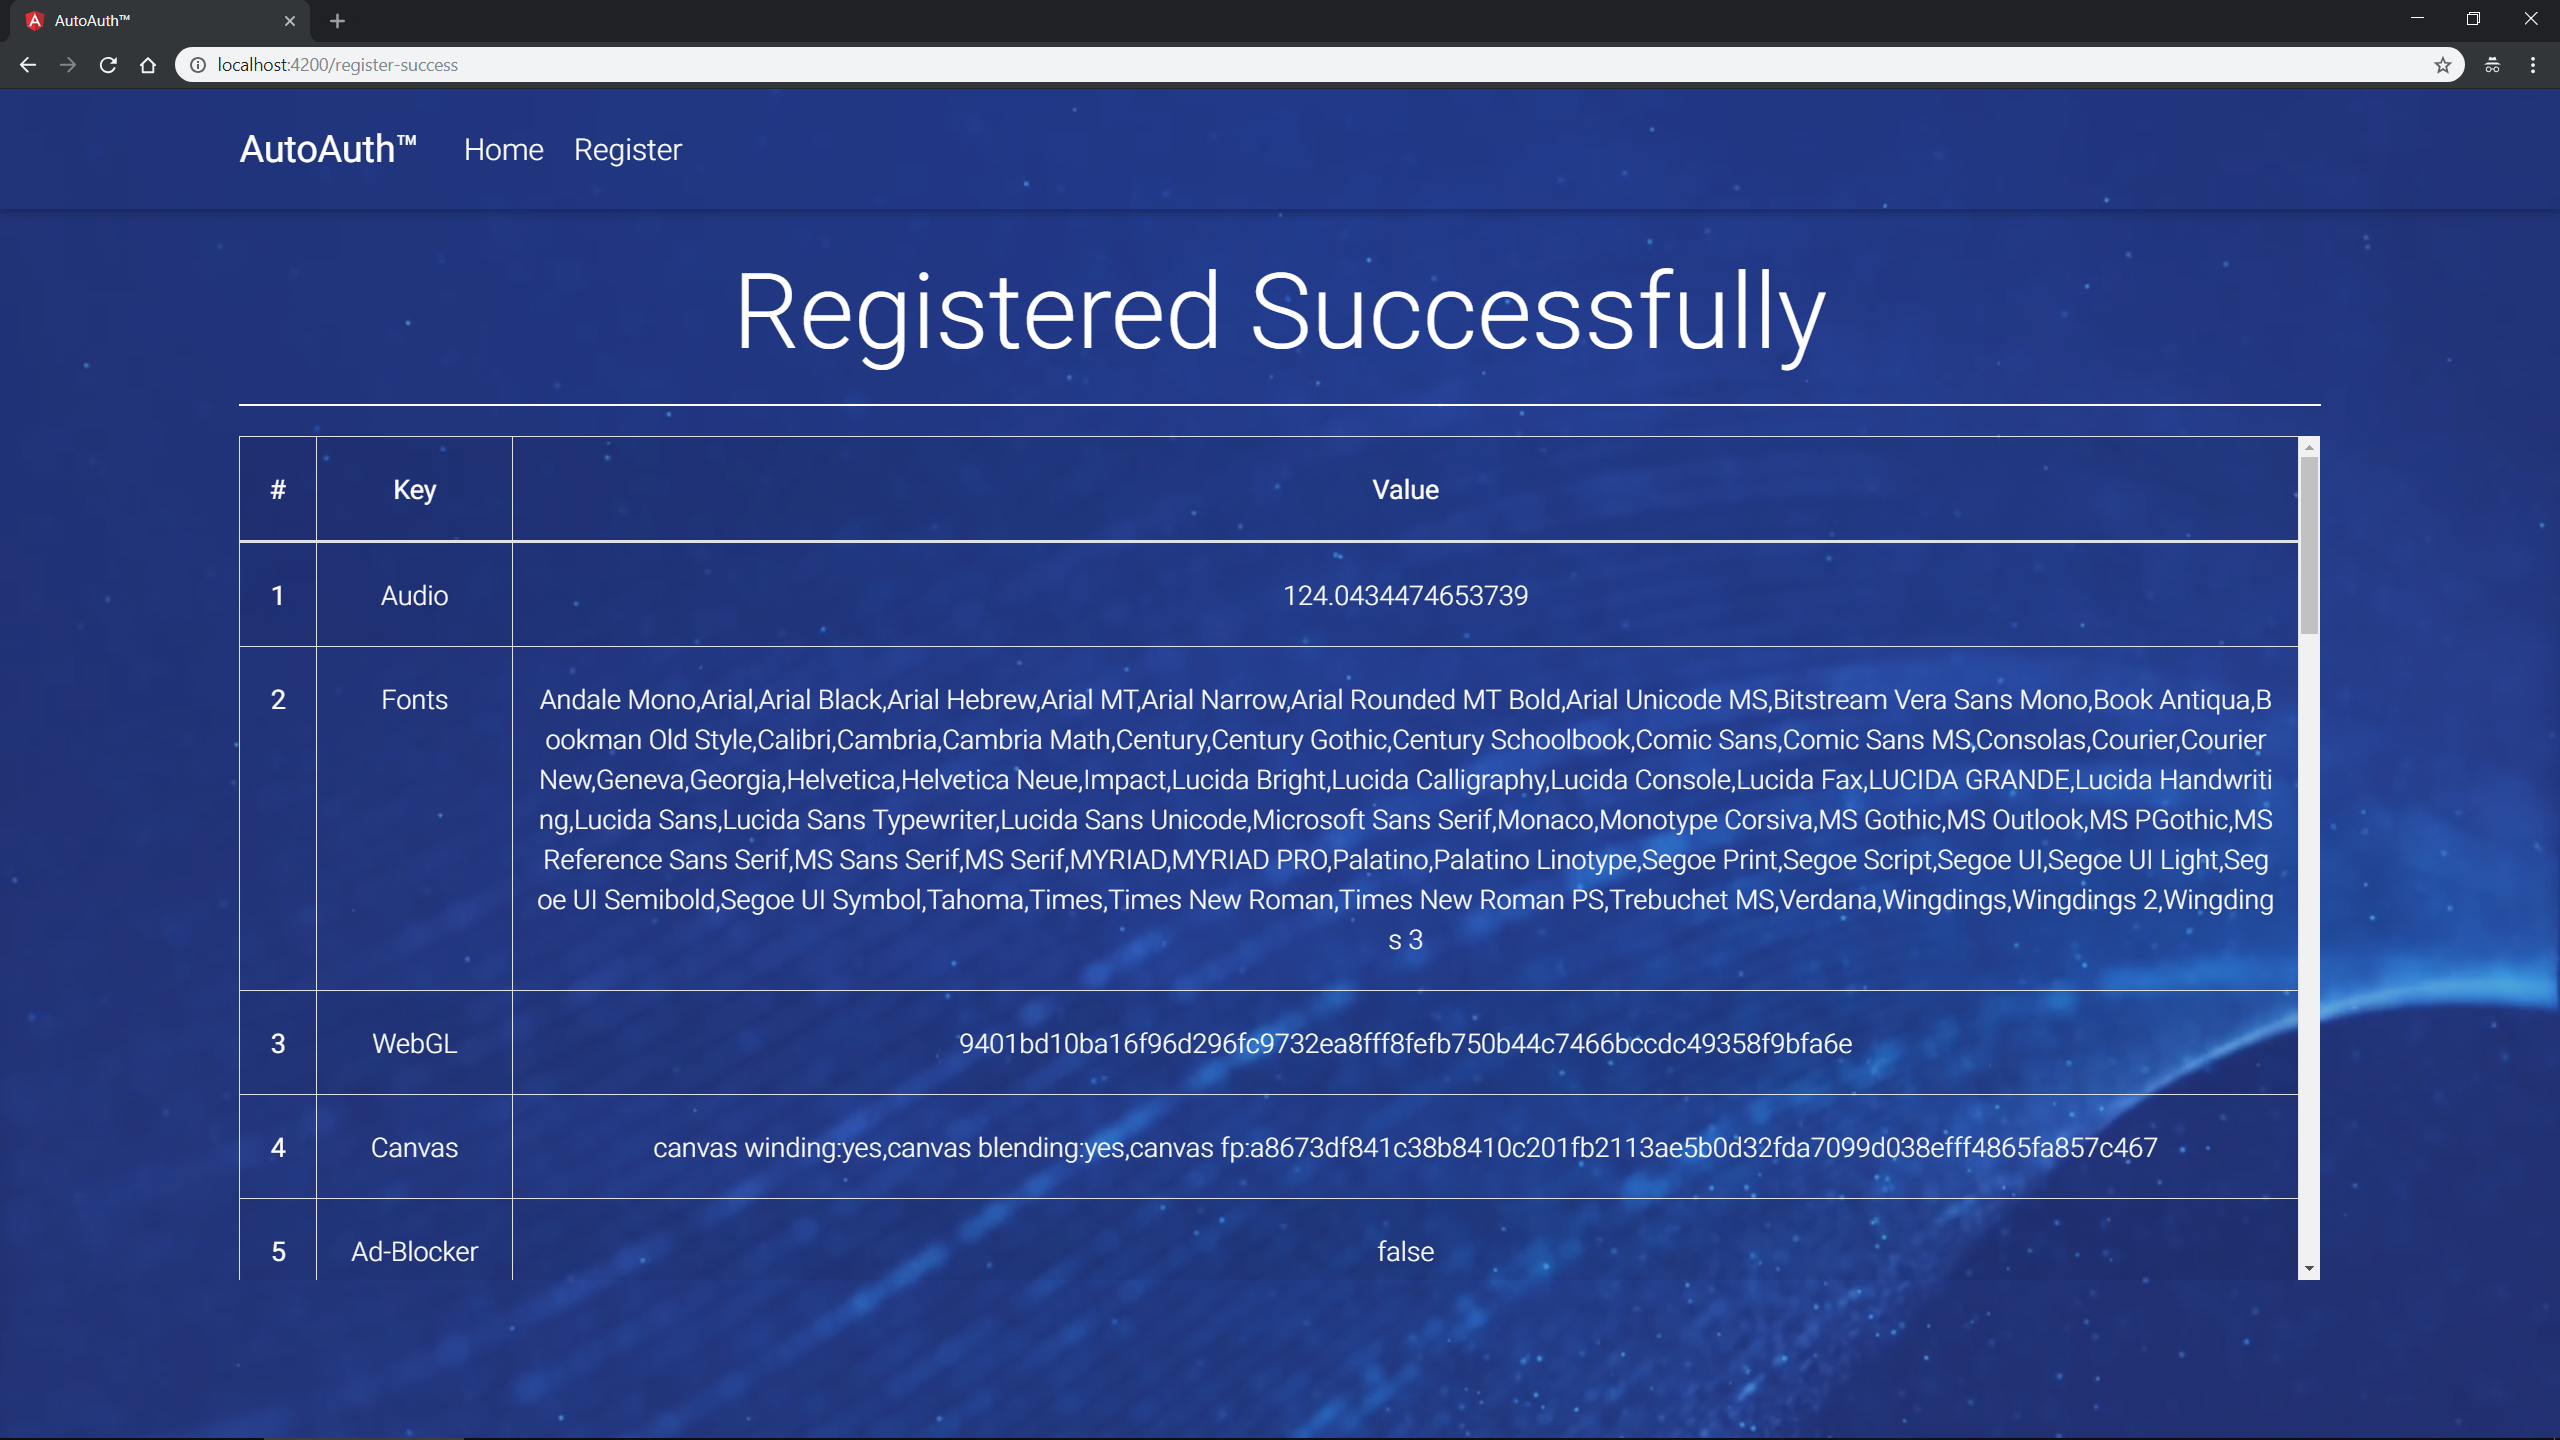 AutoAuth™
localhost:4200/register-success
AutoAuth™ Home Register
Registered Successfully
# Key Value
1 Audio 124.0434474653739
2 Fonts Andale Mono,Arial,Arial Black,Arial Hebrew,Arial MT,Arial Narrow,Arial Rounded MT Bold,Arial Unicode MS,Bitstream Vera Sans Mono,Book Antiqua,B
ookman Old Style,Calibri,Cambria,Cambria Math,Century,Century Gothic,Century Schoolbook,Comic Sans,Comic Sans MS,Consolas,Courier,Courier
New,Geneva,Georgia,Helvetica,Helvetica Neue,Impact,Lucida Bright,Lucida Calligraphy,Lucida Console,Lucida Fax,LUCIDA GRANDE,Lucida Handwriti
ng,Lucida Sans,Lucida Sans Typewriter,Lucida Sans Unicode,Microsoft Sans Serif,Monaco,Monotype Corsiva,MS Gothic,MS Outlook,MS PGothic,MS
Reference Sans Serif,MS Sans Serif,MS Serif,MYRIAD,MYRIAD PRO,Palatino,Palatino Linotype,Segoe Print,Segoe Script,Segoe UI,Segoe UI Light,Seg
oe UI Semibold,Segoe UI Symbol,Tahoma,Times,Times New Roman,Times New Roman PS,Trebuchet MS,Verdana,Wingdings,Wingdings 2,Wingding
s 3
3 WebGL 9401bd10ba16f96d296fc9732ea8fff8fefb750b44c7466bccdc49358f9bfa6e
4 Canvas canvas winding:yes,canvas blending:yes,canvas fp:a8673df841c38b8410c201fb2113ae5b0d32fda7099d038efff4865fa857c467
5 Ad-Blocker false